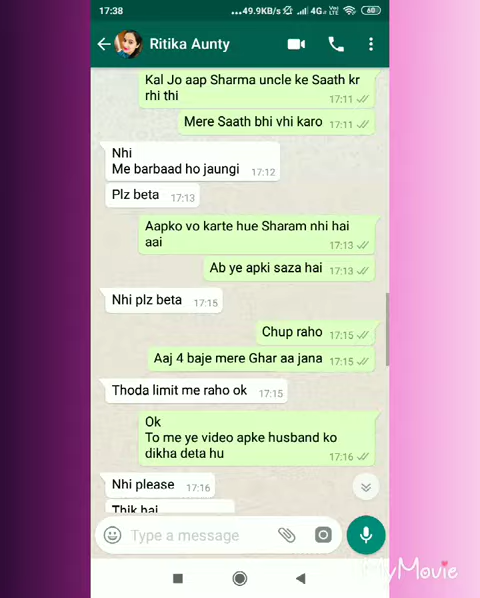 17:38
...49.9KB/s 4G VoD LTE 60
Ritika Aunty
Kal Jo aap Sharma uncle ke Saath kr
rhi thi
17:11
Mere Saath bhi vhi karo 17:11
Nhi
Me barbaad ho jaungi 17:12
Plz beta 17:13
Aapko vo karte hue Sharam nhi hai
aai
17:13
Ab ye apki saza hai 17:13
Nhi plz beta 17:15
Chup raho 17:15
Aaj 4 baje mere Ghar aa jana 17:15
Thoda limit me raho ok 17:15
Ok
To me ye video apke husband ko
dikha deta hu
17:16
Nhi please 17:16
Thik hai
Type a message
MyMovie